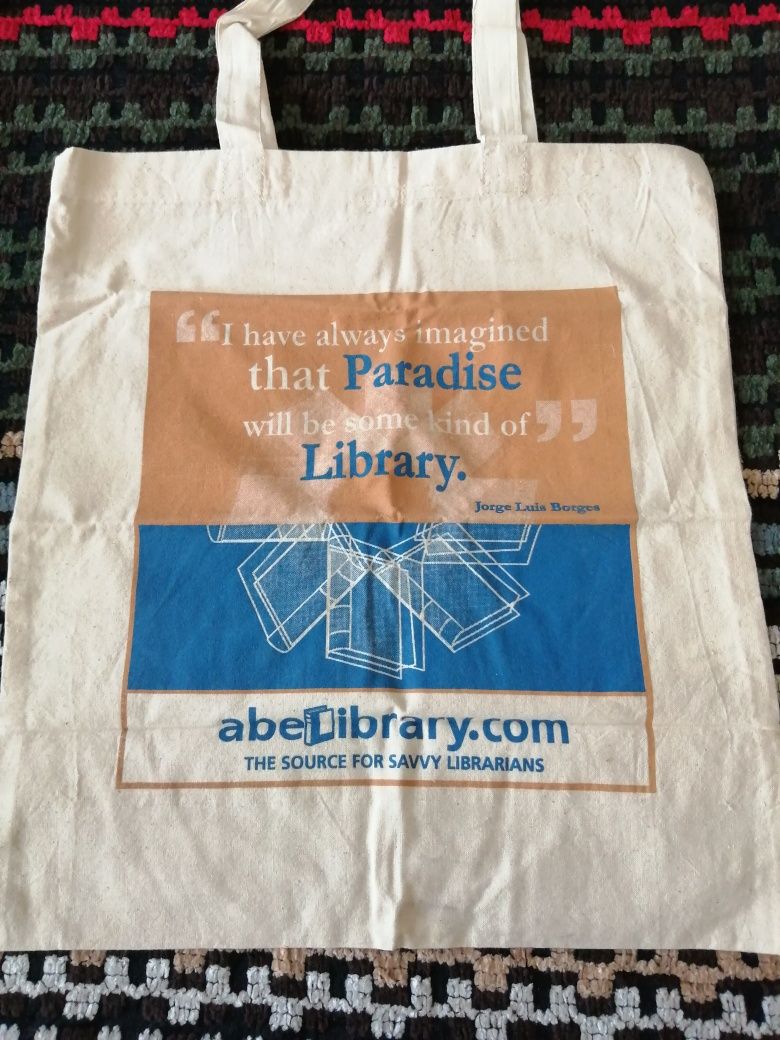 “I have always imagined
that Paradise
will be some kind of”
Library.
Jorge Luis Borges
abeLibrary.com
THE SOURCE FOR SAVVY LIBRARIANS